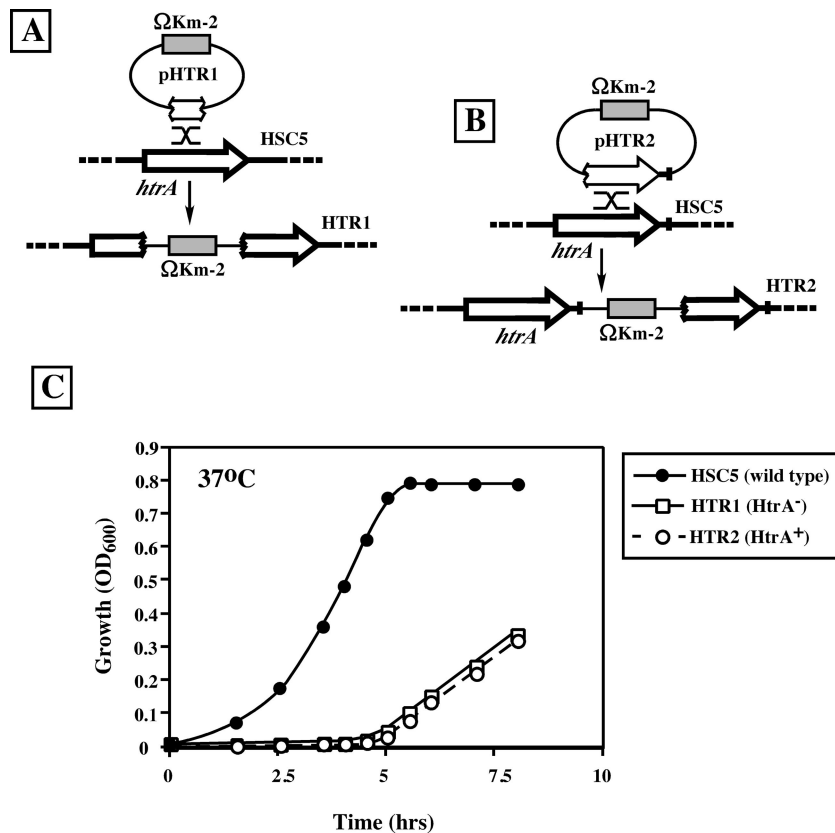 A
ΩKm-2
pHTR1
HSC5
htrA
HTR1
ΩKm-2
B
ΩKm-2
pHTR2
HSC5
htrA
HTR2
htrA
ΩKm-2
C
37ºC
Growth (OD600)
0.9
0.8
0.7
0.6
0.5
0.4
0.3
0.2
0.1
0
0
2.5
5
7.5
10
Time (hrs)
HSC5 (wild type)
HTR1 (HtrA-)
HTR2 (HtrA+)